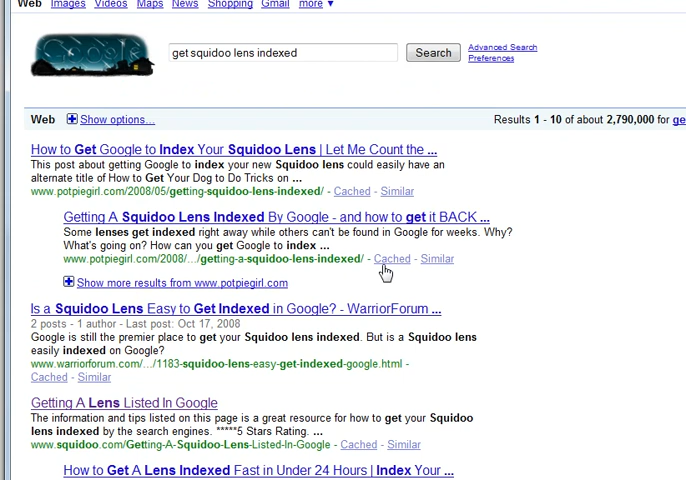 Web Images Videos Maps News Shopping Gmail more ▼
Google
get squidoo lens indexed Search Advanced Search
Preferences
Web Show options... Results 1 - 10 of about 2,790,000 for ge
How to Get Google to Index Your Squidoo Lens | Let Me Count the ...
This post about getting Google to index your new Squidoo lens could easily have an
alternate title of How to Get Your Dog to Do Tricks on ...
www.potpiegirl.com/2008/05/getting-squidoo-lens-indexed/ - Cached - Similar
Getting A Squidoo Lens Indexed By Google - and how to get it BACK ...
Some lenses get indexed right away while others can't be found in Google for weeks. Why?
What's going on? How can you get Google to index ...
www.potpiegirl.com/2008/.../getting-a-squidoo-lens-indexed/ - Cached - Similar
Show more results from www.potpiegirl.com
Is a Squidoo Lens Easy to Get Indexed in Google? - WarriorForum ...
2 posts - 1 author - Last post: Oct 17, 2008
Google is still the premier place to get your Squidoo lens indexed. But is a Squidoo lens
easily indexed on Google?
www.warriorforum.com/.../1183-squidoo-lens-easy-get-indexed-google.html -
Cached - Similar
Getting A Lens Listed In Google
The information and tips listed on this page is a great resource for how to get your Squidoo
lens indexed by the search engines. *****5 Stars Rating. ...
www.squidoo.com/Getting-A-Squidoo-Lens-Listed-In-Google - Cached - Similar
How to Get A Lens Indexed Fast in Under 24 Hours | Index Your ...